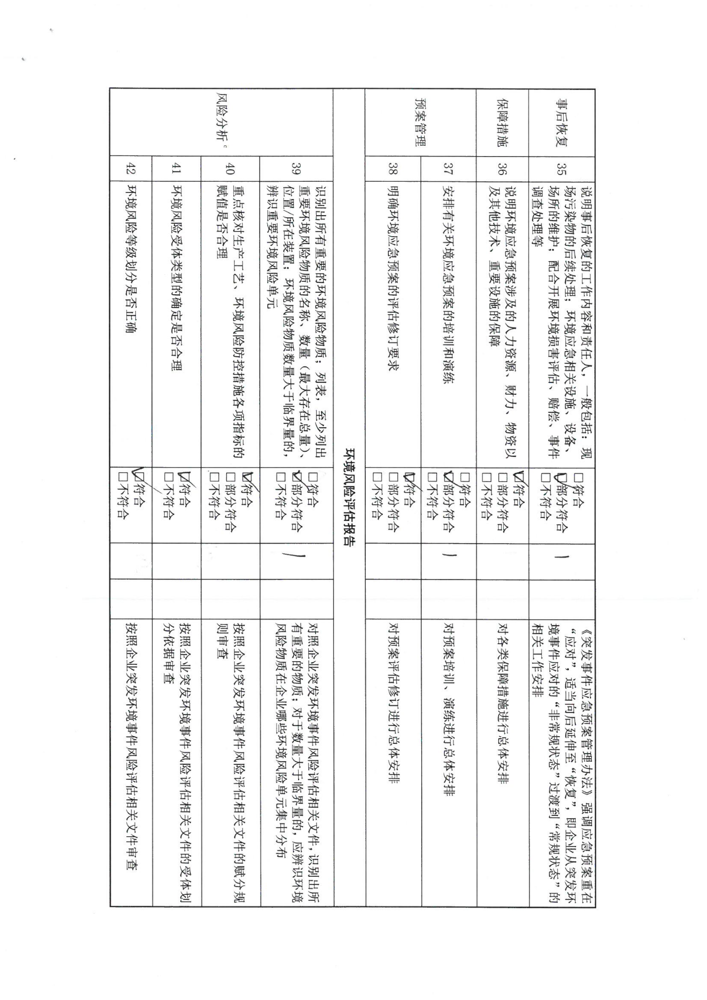 事后恢复
35
说明事后恢复的工作内容和责任人，一般包括：现
场污染物的后续处理；环境应急相关设施、设备、
场所的维护；配合开展环境损害评估、赔偿、事件
调查处理等
□符合
☑部分符合
□不符合
1
《突发事件应急预案管理办法》强调应急预案重在
“应对”，适当向后延伸至“恢复”，即企业从突发环
境事件应对的“非常规状态”过渡到“常规状态”的
相关工作安排
保障措施
36
说明环境应急预案涉及的人力资源、财力、物资以
及其他技术、重要设施的保障
☑符合
□部分符合
□不符合
对各类保障措施进行总体安排
预案管理
37
安排有关环境应急预案的培训和演练
□符合
☑部分符合
□不符合
1
对预案培训、演练进行总体安排
38
明确环境应急预案的评估修订要求
☑符合
□部分符合
□不符合
对预案评估修订进行总体安排
环境风险评估报告
风险分析c
39
识别出所有重要的环境风险物质；列表，至少列出
重要环境风险物质的名称、数量（最大存在总量）、
位置/所在装置；环境风险物质数量大于临界量的，
辨识重要环境风险单元
□符合
☑部分符合
□不符合
1
对照企业突发环境事件风险评估相关文件，识别出所
有重要的物质；对于数量大于临界量的，应辨识环境
风险物质在企业哪些环境风险单元集中分布
40
重点核对生产工艺、环境风险防控措施各项指标的
赋值是否合理
☑符合
□部分符合
□不符合
按照企业突发环境事件风险评估相关文件的赋分规
则审查
41
环境风险受体类型的确定是否合理
☑符合
□不符合
按照企业突发环境事件风险评估相关文件的受体划
分依据审查
42
环境风险等级划分是否正确
☑符合
□不符合
按照企业突发环境事件风险评估相关文件审查